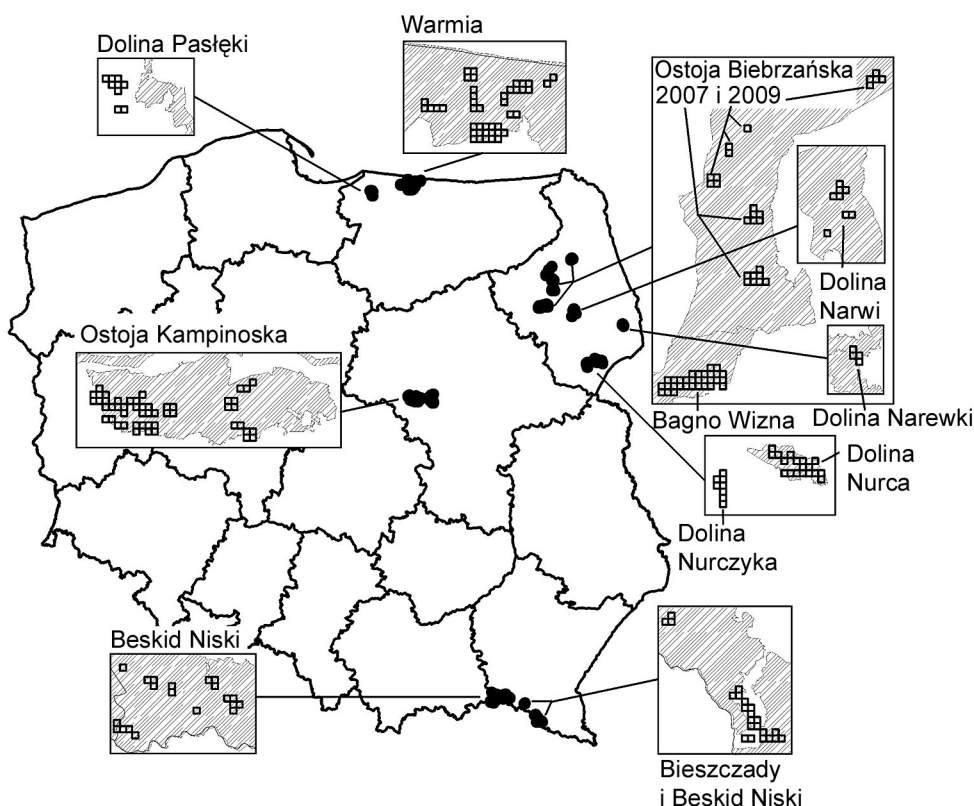 Dolina Pasłęki
Warmia
Ostoja Biebrzańska
2007 i 2009
Dolina
Narwi
Ostoja Kampinoska
Bagno Wizna
Dolina Narewki
Dolina
Nurca
Dolina
Nurczyka
Beskid Niski
Bieszczady
i Beskid Niski